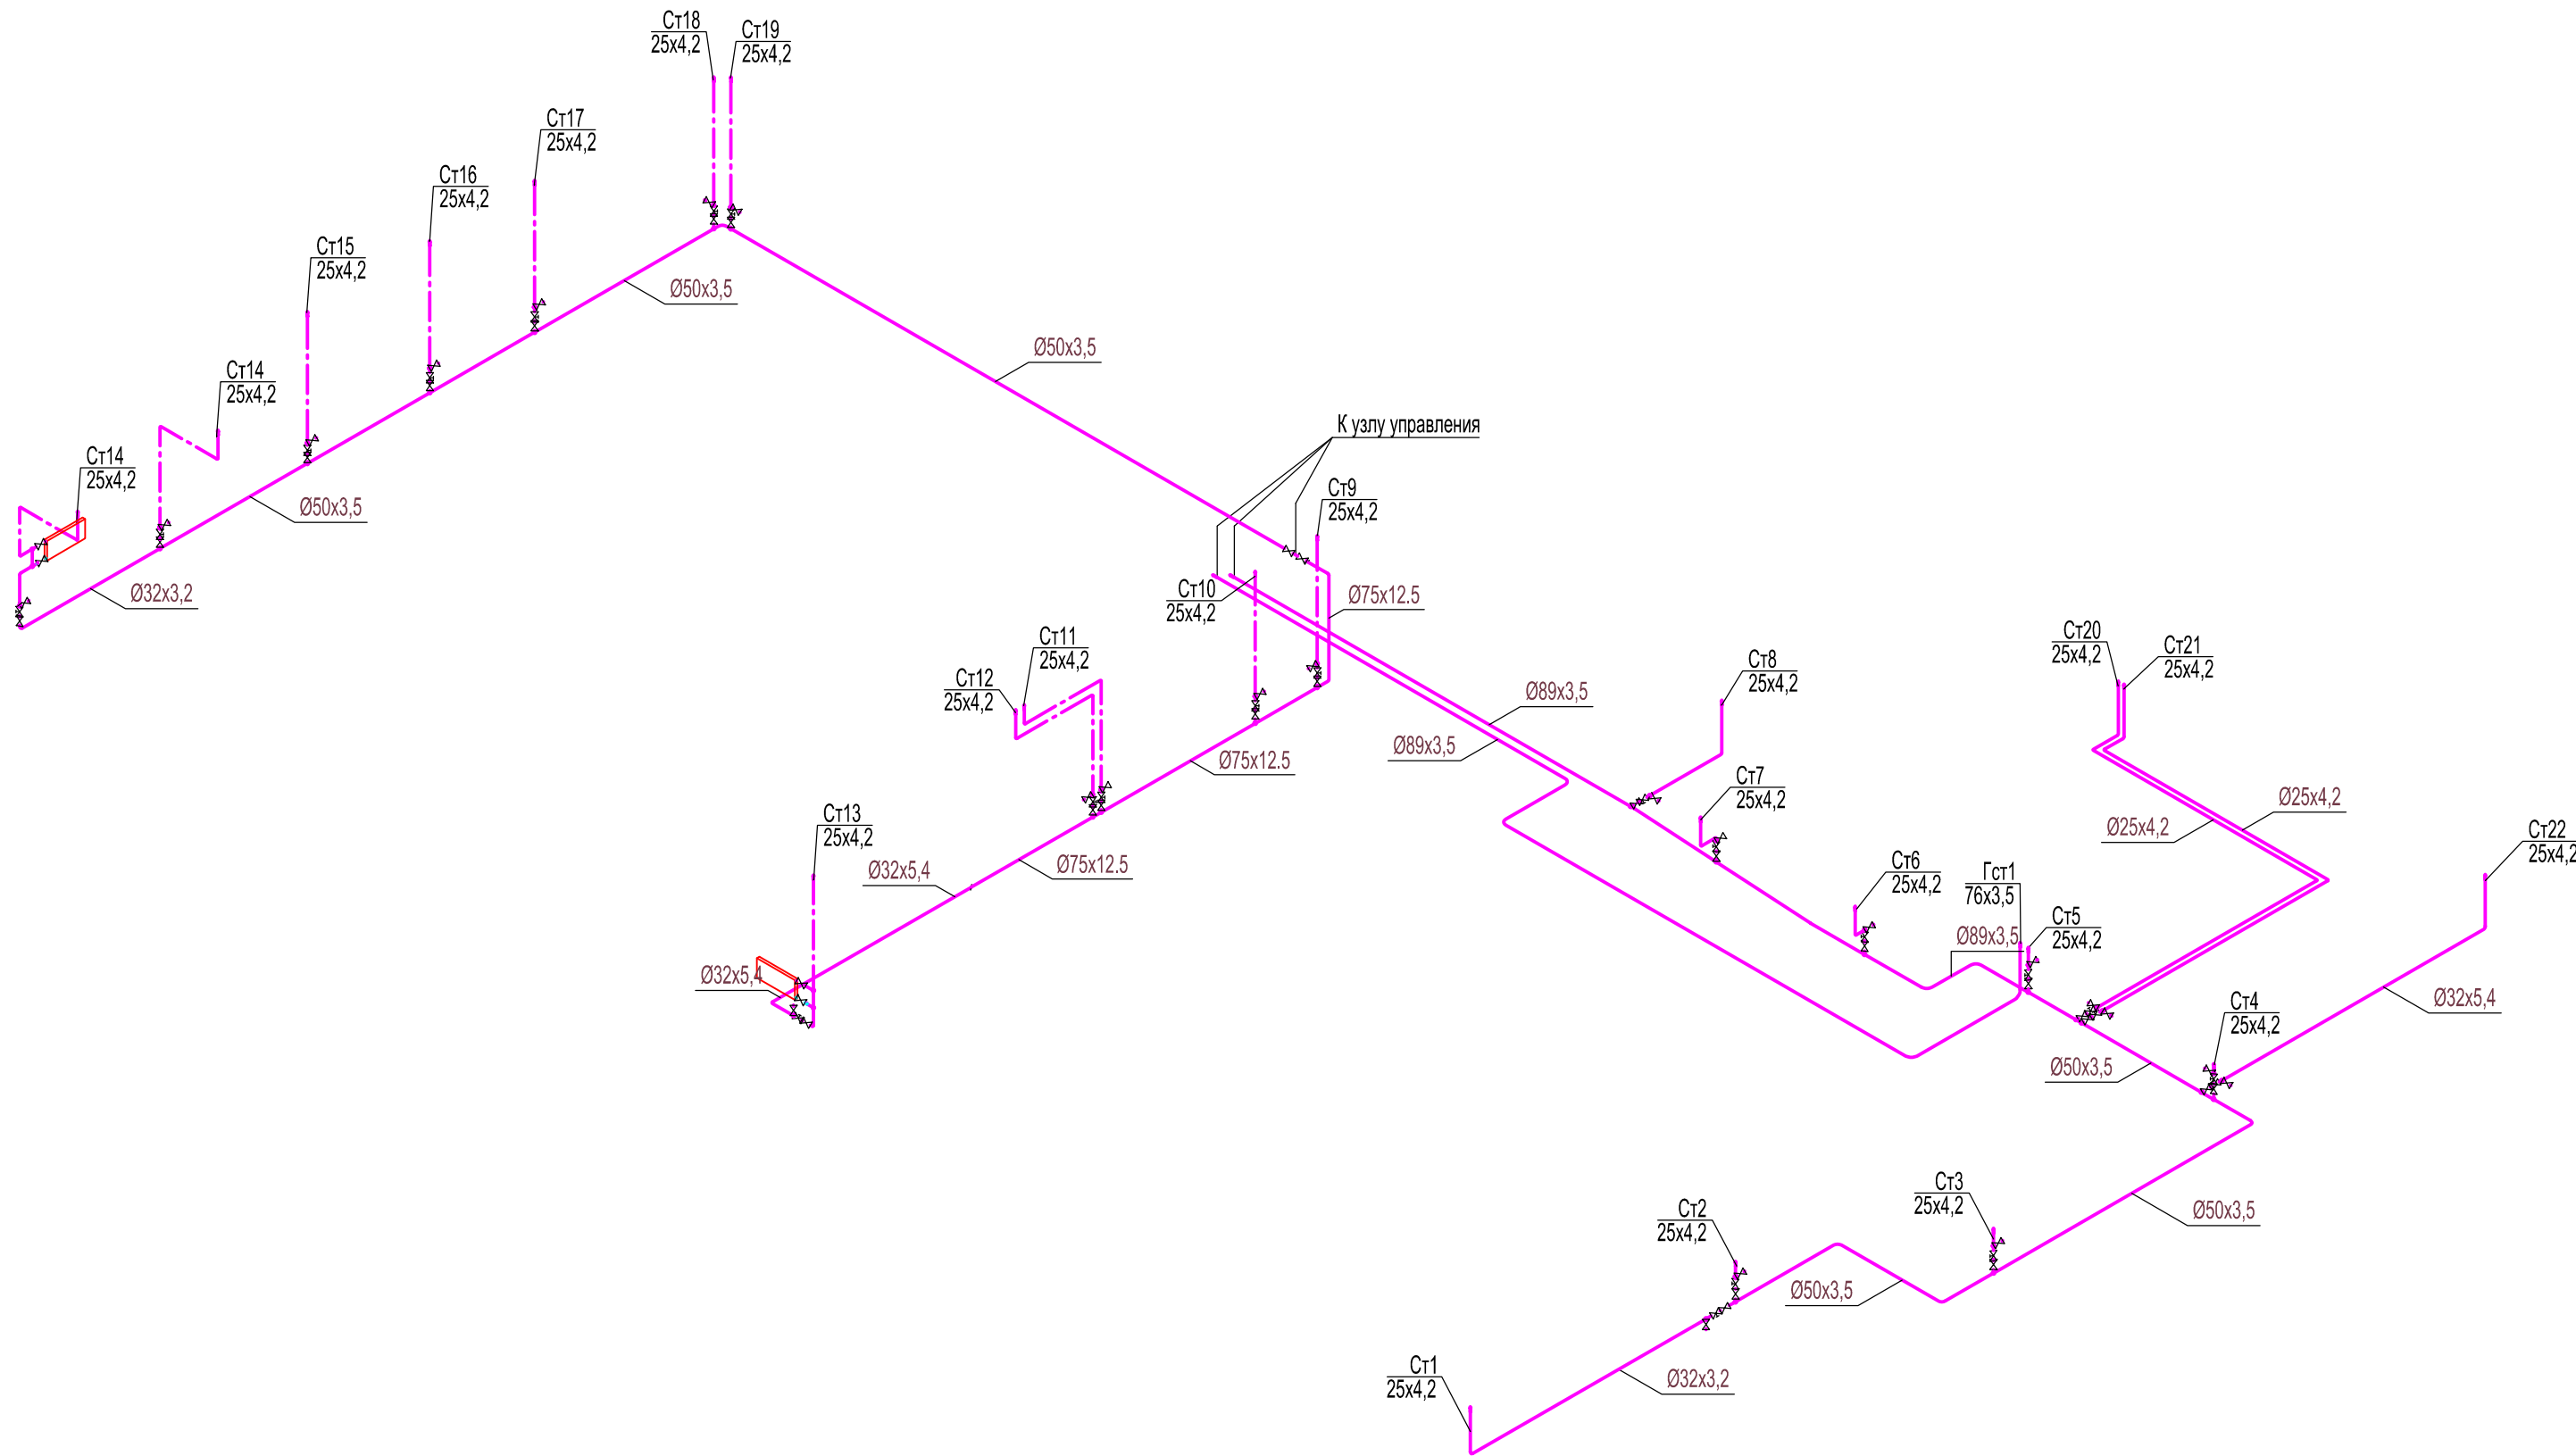 Ст18
25х4,2
Ст19
25х4,2
Ст17
25х4,2
Ст16
25х4,2
Ст15
25х4,2
Ø50х3,5
Ø50х3,5
Ст14
25х4,2
К узлу управления
Ст14
25х4,2
Ст9
25х4,2
Ø50х3,5
Ø32х3,2
Ст10
25х4,2
Ø75х12.5
Ст11
25х4,2
Ст12
25х4,2
Ст20
25х4,2
Ст21
25х4,2
Ст8
25х4,2
Ø89х3,5
Ø89х3,5
Ø75х12.5
Ст7
25х4,2
Ø25х4,2
Ø25х4,2
Ст13
25х4,2
Ст22
25х4,2
Ø32х5,4
Ø75х12.5
Ст6
25х4,2
Гст1
76х3,5
Ст5
25х4,2
Ø89х3,5
Ø32х5,4
Ст4
25х4,2
Ø32х5,4
Ø50х3,5
Ст3
25х4,2
Ø50х3,5
Ст2
25х4,2
Ø50х3,5
Ст1
25х4,2
Ø32х3,2